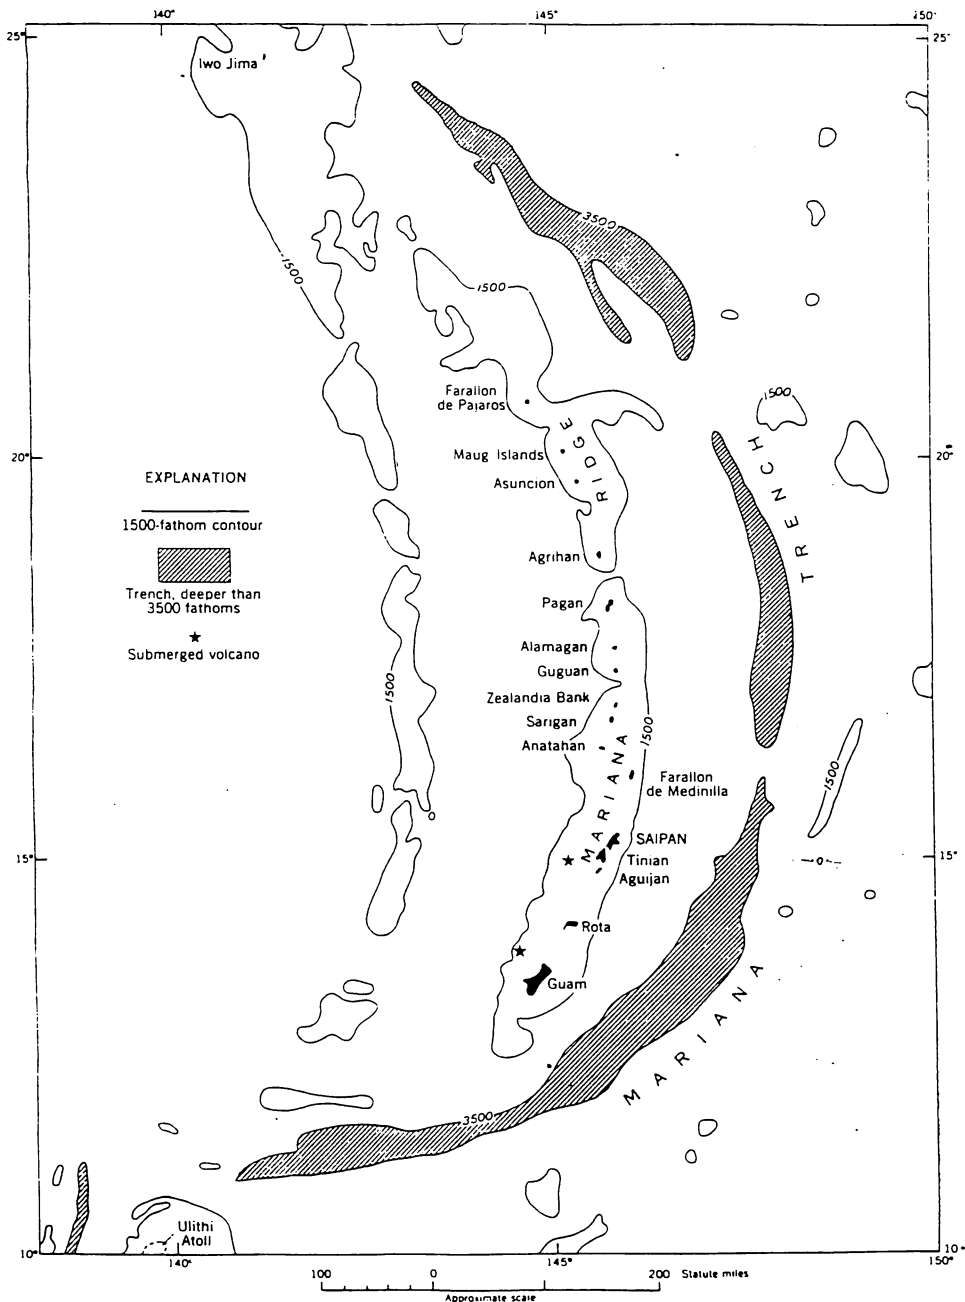 140°
145°
150°
25°
25°
Iwo Jima
3500
1500
1500
Farallon
de Pajaros
1500
RIDGE
TRENCH
Maug Islands
20°
20°
EXPLANATION
Asuncion
1500-fathom contour
Agrihan
Trench, deeper than
3500 fathoms
Pagan
Submerged volcano
Alamagan
Guguan
1500
Zealandia Bank
Sarigan
1500
Anatahan
MARIANA
1500
Farallon
de Medinilla
SAIPAN
15°
15°
Tinian
Aguijan
Rota
Guam
MARIANA
3500
Ulithi
Atoll
10°
10°
140°
145°
150°
100 0 200 Statute miles
Approximate scale